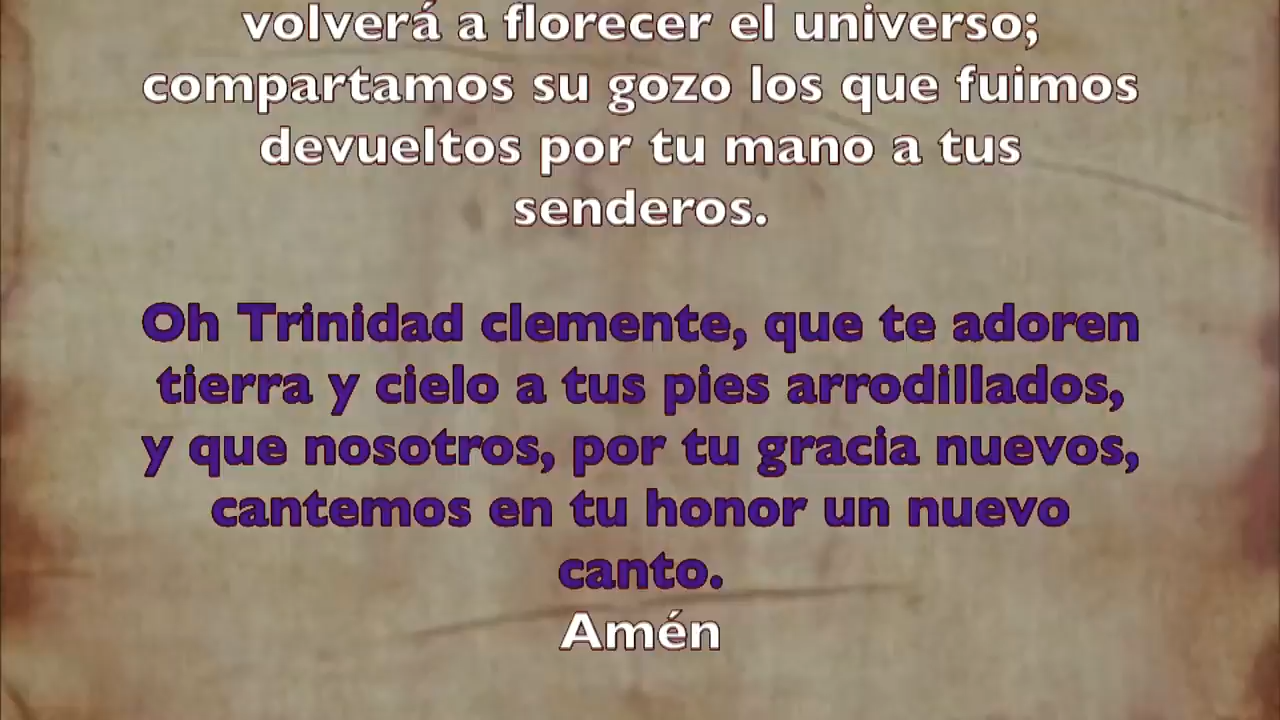 volverá a florecer el universo;
compartamos su gozo los que fuimos
devueltos por tu mano a tus
senderos.
Oh Trinidad clemente, que te adoren
tierra y cielo a tus pies arrodillados,
y que nosotros, por tu gracia nuevos,
cantemos en tu honor un nuevo
canto.
Amén